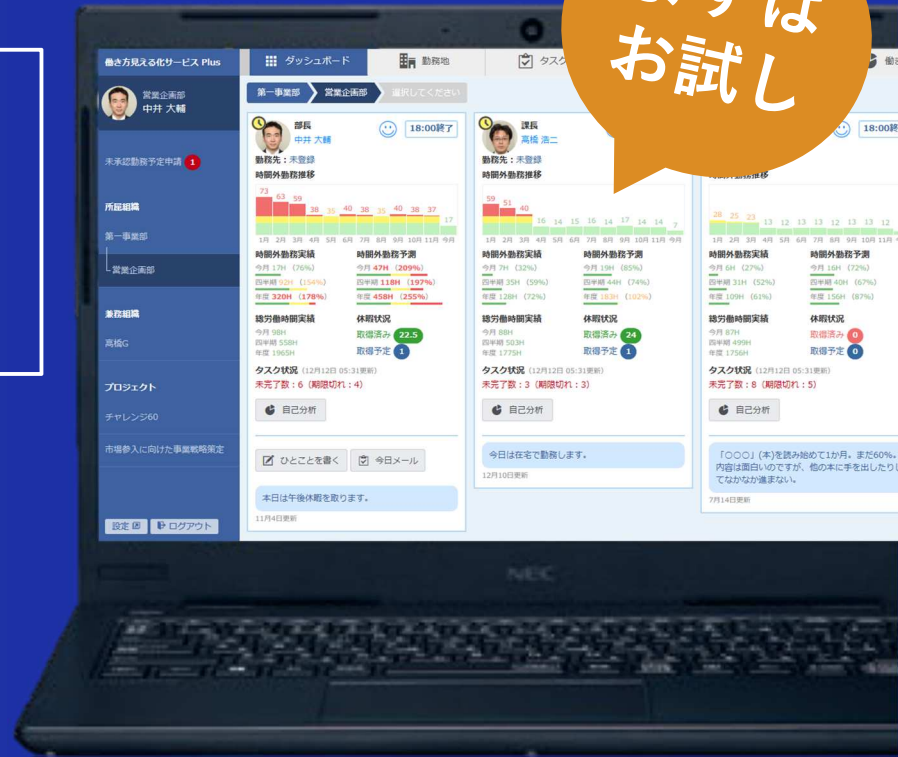 まずは
お試し
働き方見える化サービス Plus
ダッシュボード
勤務地
タスク
営業企画部
中井 大輔
未承認勤務予定申請 1
所属組織
第一事業部
営業企画部
兼務組織
高橋G
プロジェクト
チャレンジ60
市場参入に向けた事業戦略策定
設定
ログアウト
第一事業部
営業企画部
選択してください
部長
中井 大輔
18:00終了
勤務先：未登録
時間外勤務推移
73 63 59 38 35 40 38 35 40 38 37 17
1月 2月 3月 4月 5月 6月 7月 8月 9月 10月 11月 今月
時間外勤務実績
今月 17H (76%)
四半期 92H (154%)
年度 320H (178%)
時間外勤務予測
今月 47H (209%)
四半期 118H (197%)
年度 458H (255%)
総労働時間実績
今月 98H
四半期 558H
年度 1965H
休暇状況
取得済み 22.5
取得予定 1
タスク状況 (12月12日 05:31更新)
未完了数：6（期限切れ：4）
自己分析
ひとことを書く
今日メール
本日は午後休暇を取ります。
11月4日更新
課長
高橋 浩二
勤務先：未登録
時間外勤務推移
59 51 40 16 14 15 16 14 17 14 14 7
1月 2月 3月 4月 5月 6月 7月 8月 9月 10月 11月 今月
時間外勤務実績
今月 7H (32%)
四半期 35H (59%)
年度 128H (72%)
時間外勤務予測
今月 19H (85%)
四半期 44H (74%)
年度 183H (102%)
総労働時間実績
今月 88H
四半期 503H
年度 1775H
休暇状況
取得済み 24
取得予定 1
タスク状況 (12月12日 05:31更新)
未完了数：3（期限切れ：3）
自己分析
今日は在宅で勤務します。
12月10日更新
18:00終
時間外勤務推移
28 25 23 13 12 13 13 12 13 13 12
1月 2月 3月 4月 5月 6月 7月 8月 9月 10月 11月
時間外勤務実績
今月 6H (27%)
四半期 31H (52%)
年度 109H (61%)
時間外勤務予測
今月 16H (72%)
四半期 40H (67%)
年度 156H (87%)
総労働時間実績
今月 87H
四半期 499H
年度 1756H
休暇状況
取得済み 0
取得予定 0
タスク状況 (12月12日 05:31更新)
未完了数：8（期限切れ：5）
自己分析
「○○○」(本)を読み始めて1か月。まだ60%。
内容は面白いのですが、他の本に手を出したりし
てなかなか進まない。
7月14日更新
NEC